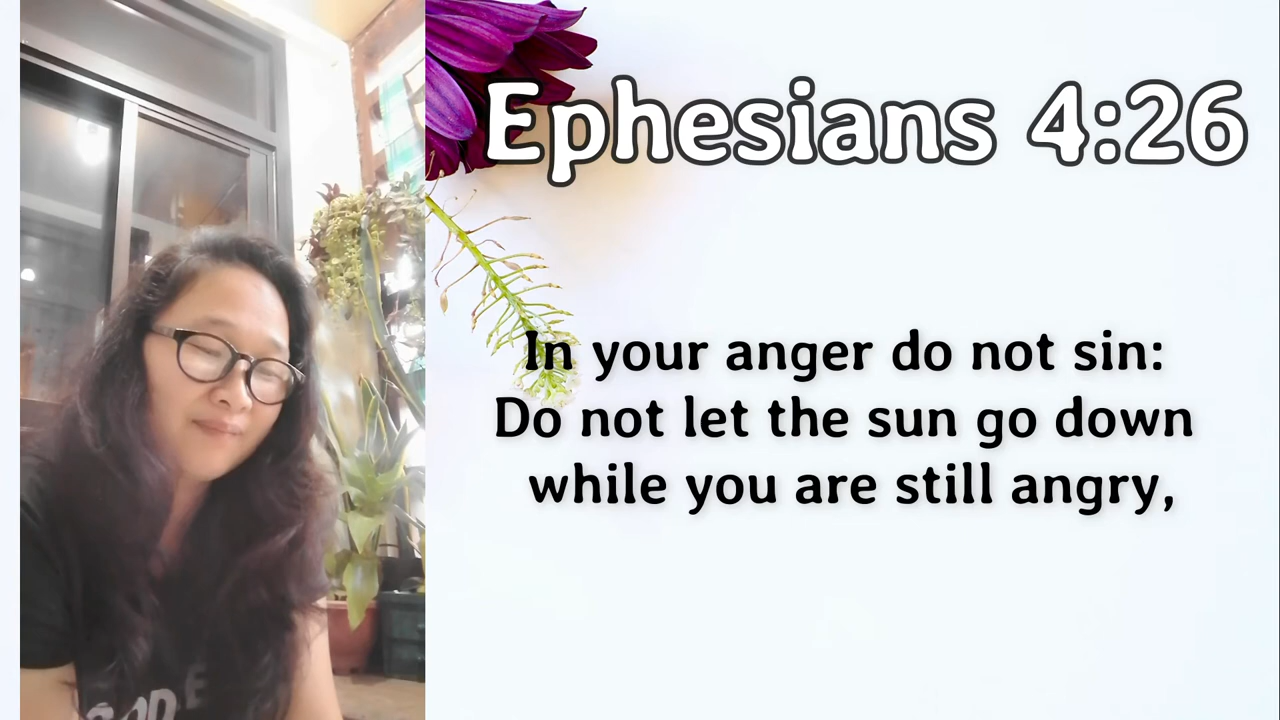 Ephesians 4:26
In your anger do not sin:
Do not let the sun go down
while you are still angry,